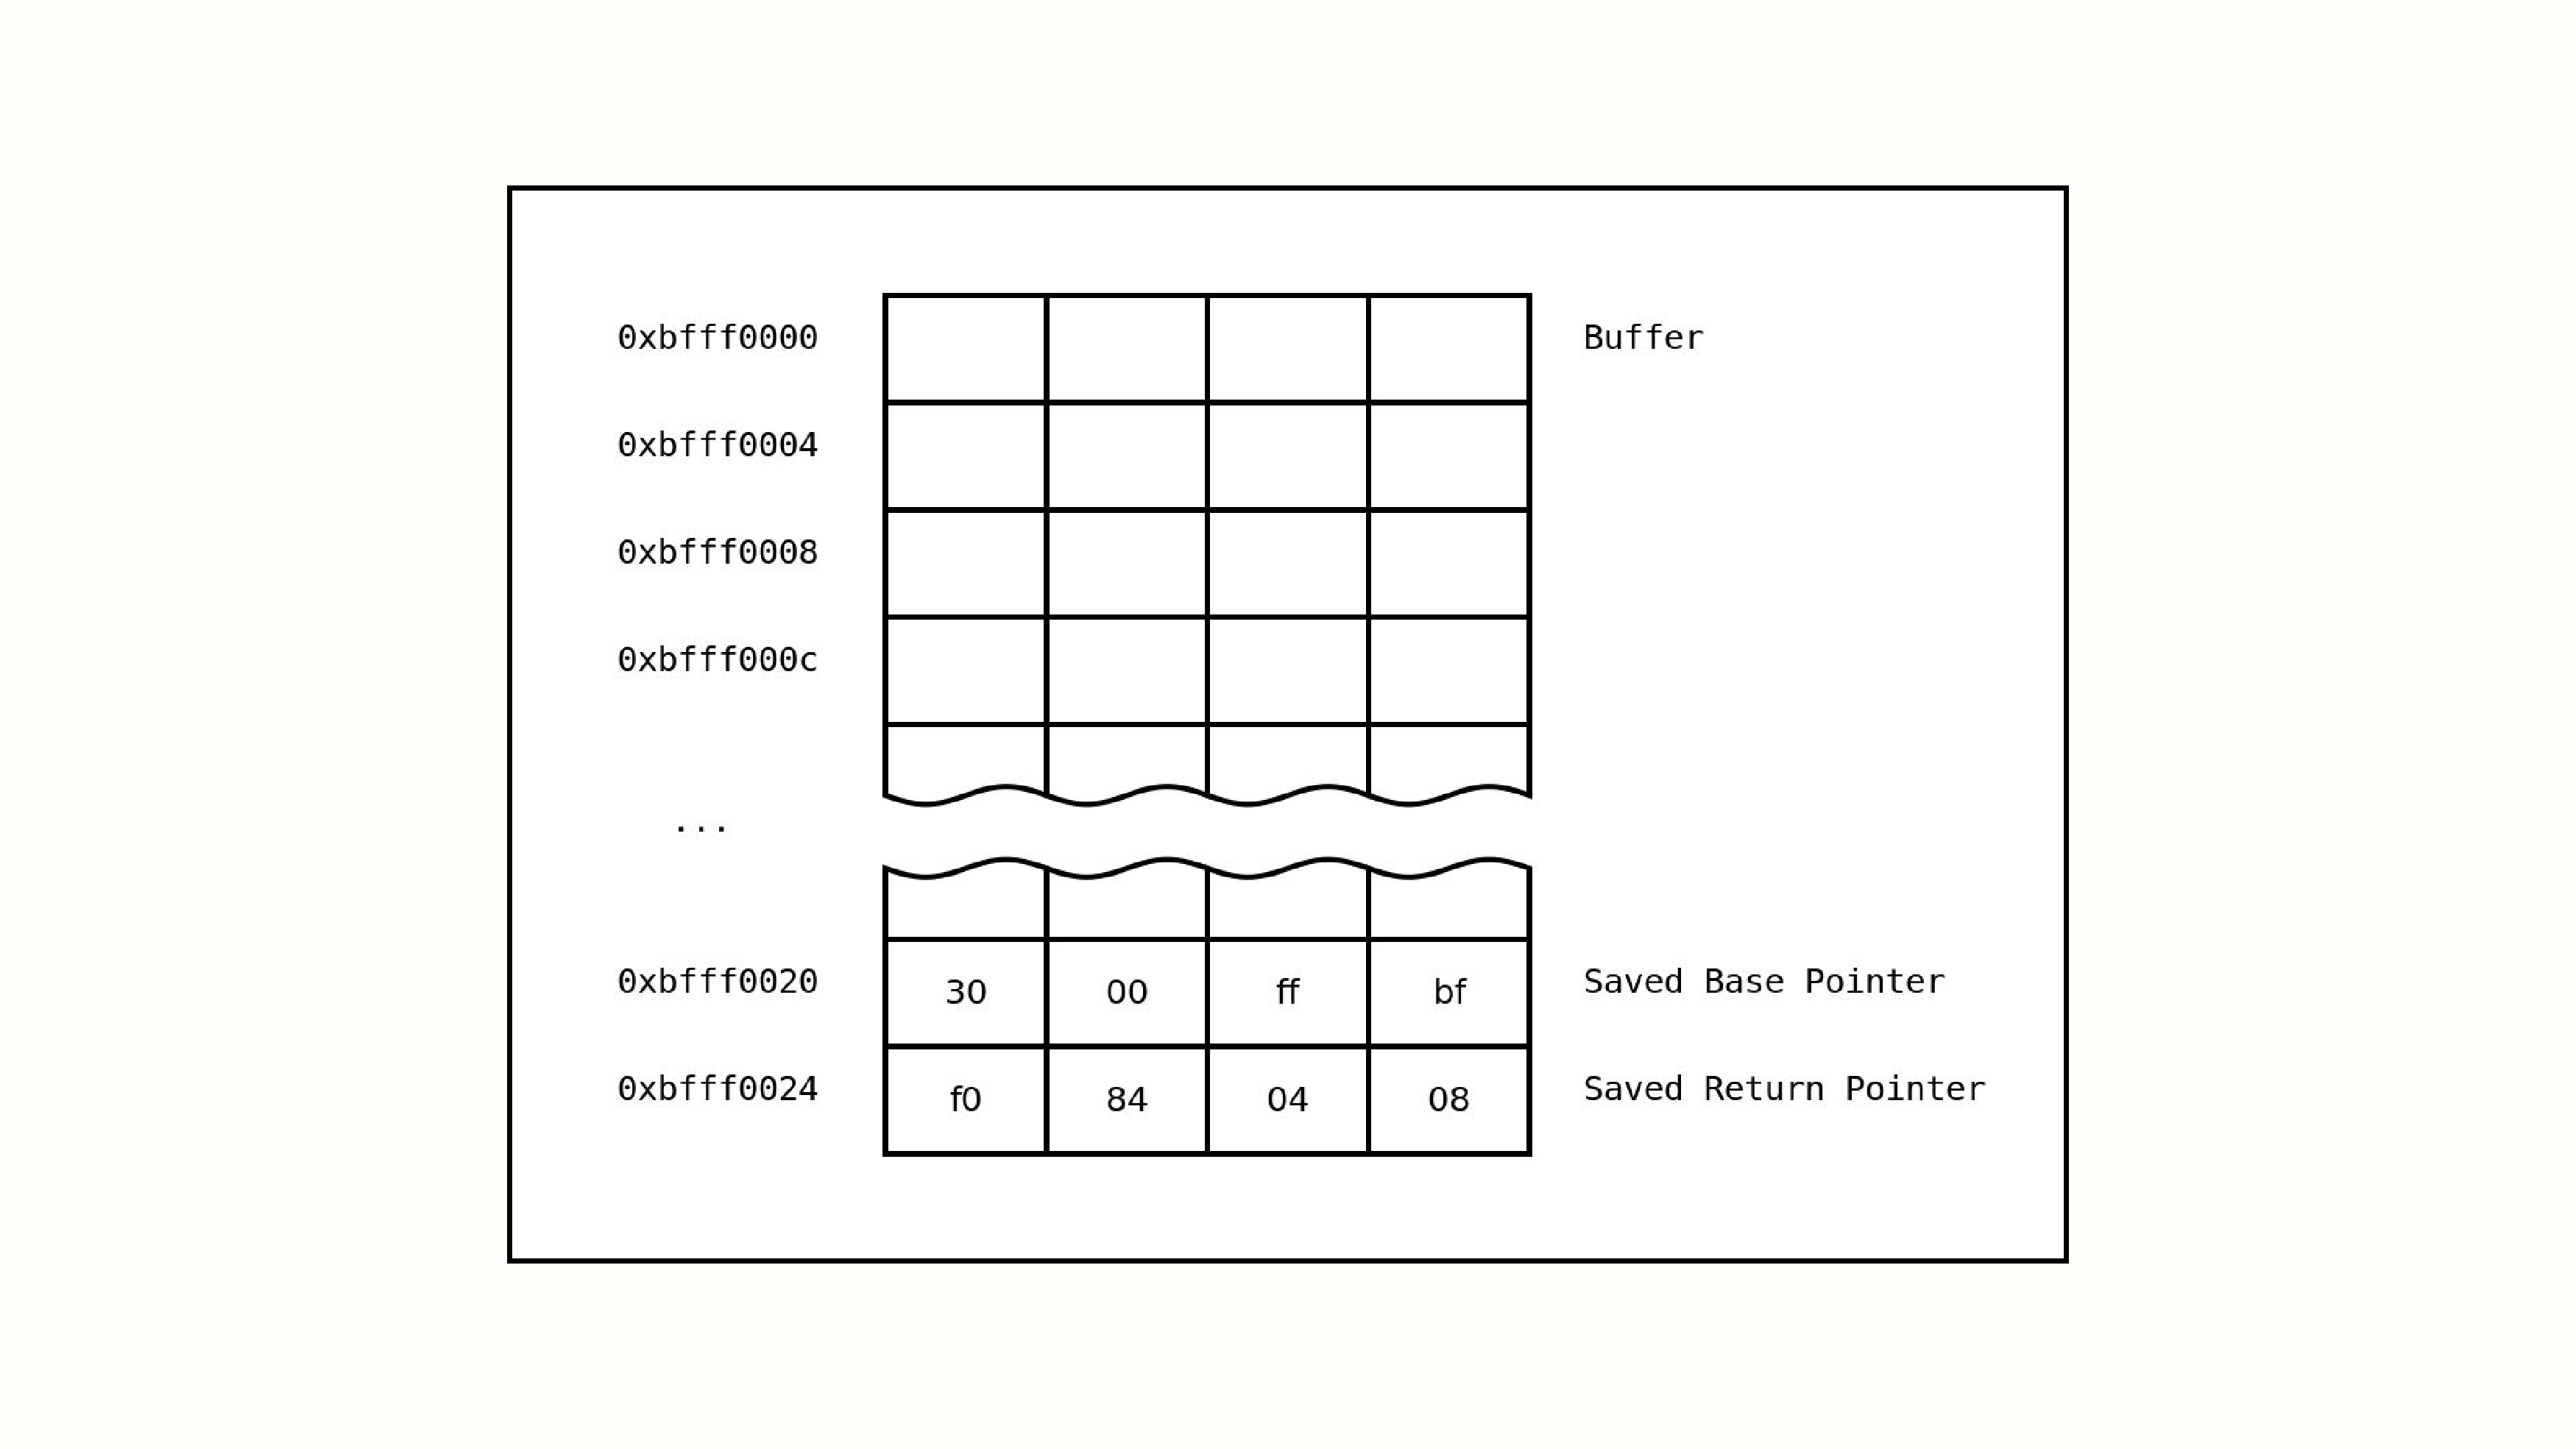 0xbfff0000 Buffer
0xbfff0004
0xbfff0008
0xbfff000c
...
0xbfff0020 30 00 ff bf Saved Base Pointer
0xbfff0024 f0 84 04 08 Saved Return Pointer